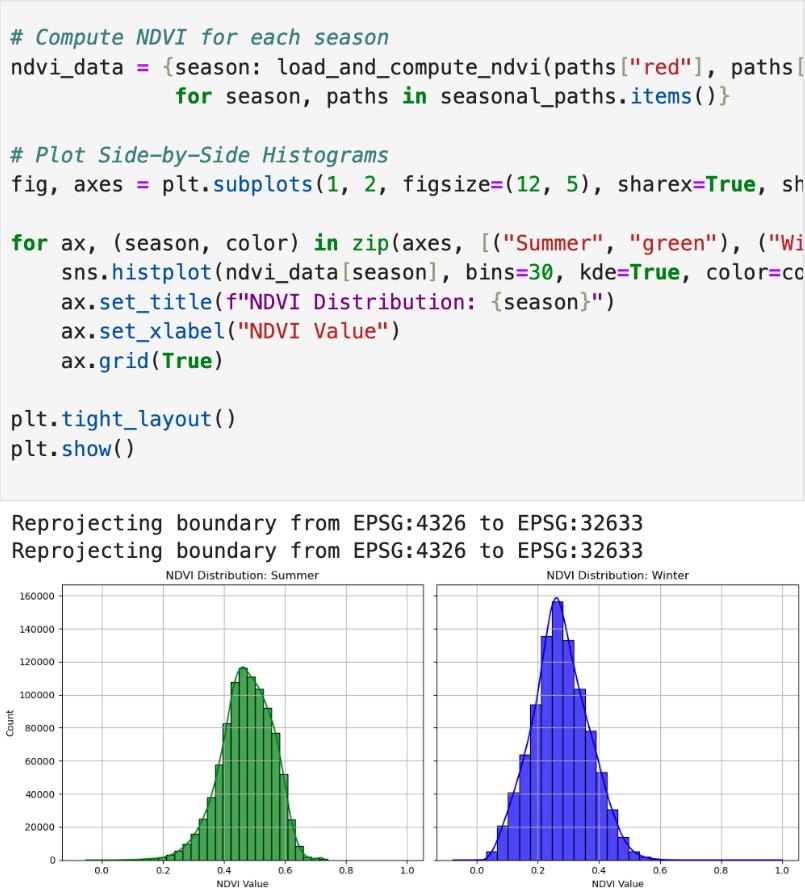 # Compute NDVI for each season
ndvi_data = {season: load_and_compute_ndvi(paths["red"], paths[
for season, paths in seasonal_paths.items()}
# Plot Side-by-Side Histograms
fig, axes = plt.subplots(1, 2, figsize=(12, 5), sharex=True, sh
for ax, (season, color) in zip(axes, [("Summer", "green"), ("Wi
sns.histplot(ndvi_data[season], bins=30, kde=True, color=co
ax.set_title(f"NDVI Distribution: {season}")
ax.set_xlabel("NDVI Value")
ax.grid(True)
plt.tight_layout()
plt.show()
Reprojecting boundary from EPSG:4326 to EPSG:32633
Reprojecting boundary from EPSG:4326 to EPSG:32633
NDVI Distribution: Summer
160000
140000
120000
100000
80000
60000
40000
20000
0
Count
0.0 0.2 0.4 0.6 0.8 1.0
NDVI Value
NDVI Distribution: Winter
0.0 0.2 0.4 0.6 0.8 1.0
NDVI Value